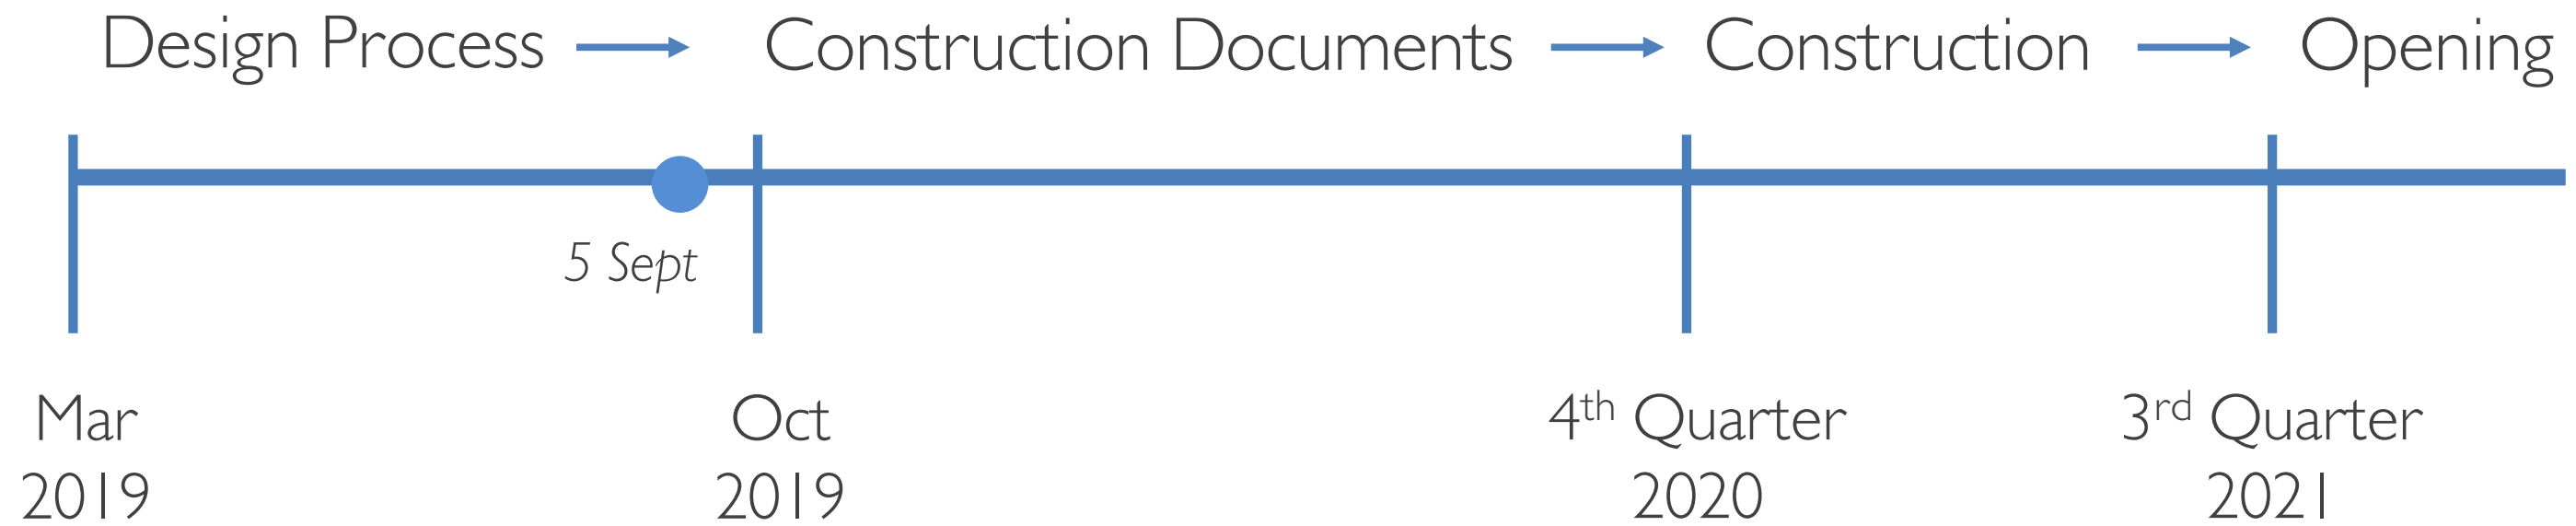 Design Process Construction Documents Construction Opening
5 Sept
Mar 2019
Oct 2019
4th Quarter 2020
3rd Quarter 2021